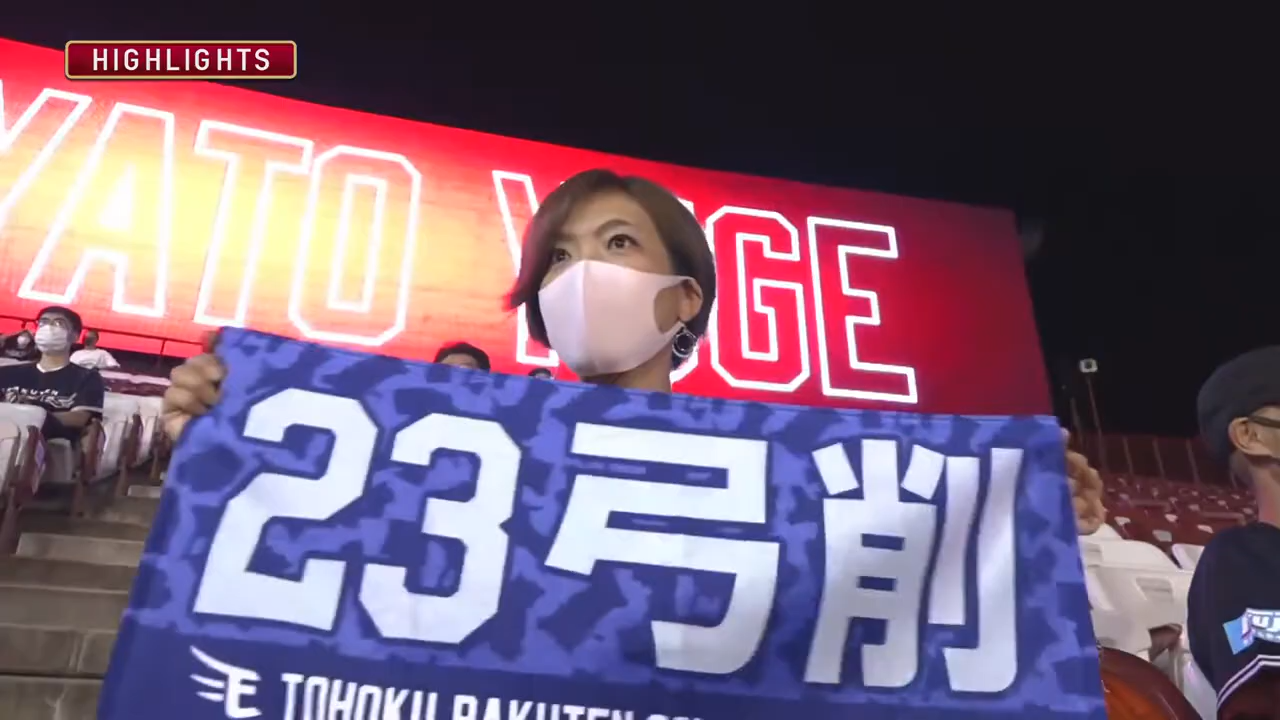 HIGHLIGHTS
YATO Y GE
23弓削
E TOHOKU RAKUTEN